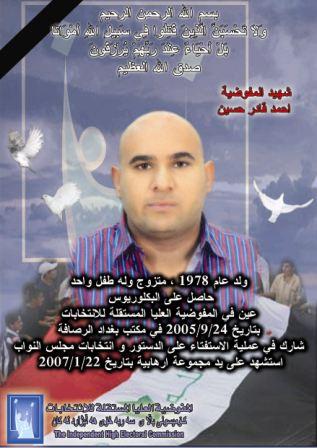 بسم الله الرحمن الرحيم
ولا تحسبن الذين قتلوا في سبيل الله أمواتا
بل أحياء عند ربهم يرزقون
صدق الله العظيم
شهيد المفوضية
احمد قادر حسين
ولد عام 1978 ، متزوج وله طفل واحد
حاصل على البكلوريوس
عين في المفوضية العليا المستقلة للانتخابات
بتاريخ 2005/9/24 في مكتب بغداد الرصافة
شارك في عملية الاستفتاء على الدستور و انتخابات مجلس النواب
استشهد على يد مجموعة ارهابية بتاريخ 2007/1/22
المفوضية العليا المستقلة للانتخابات
The Independent High Electoral Commission